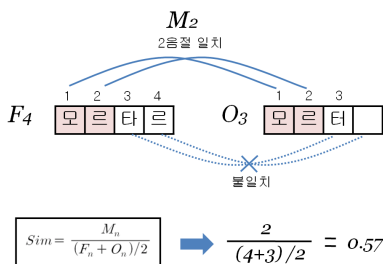 M₂
2음절 일치
1 2 3 4 1 2 3
F₄ 모 르 타 르 O₃ 모 르 터
불일치
Sim = Mₙ / (Fₙ + Oₙ)/2 2 / (4+3)/2 = 0.57